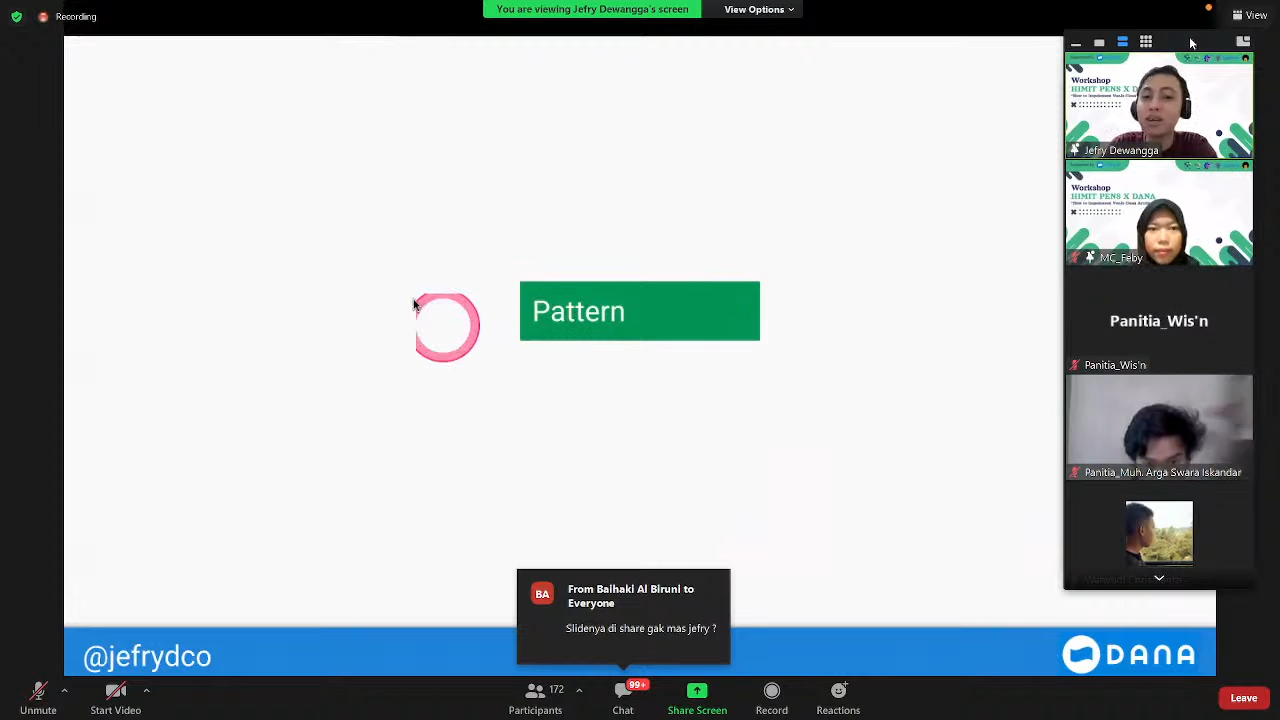 Recording
You are viewing Jefry Dewangga's screen
View Options
View
Workshop
HIMIT PENS X D
Jefry Dewangga
Workshop
HIMIT PENS X DANA
MC_Feby
Panitia_Wis'n
Panitia_Wis'n
Panitia_Muh. Arga Swara Iskandar
Pattern
BA
From Baihaki Al Biruni to
Everyone
Slidenya di share gak mas jefry ?
@jefrydco
DANA
Unmute
Start Video
172
Participants
99+
Chat
Share Screen
Record
Reactions
Leave